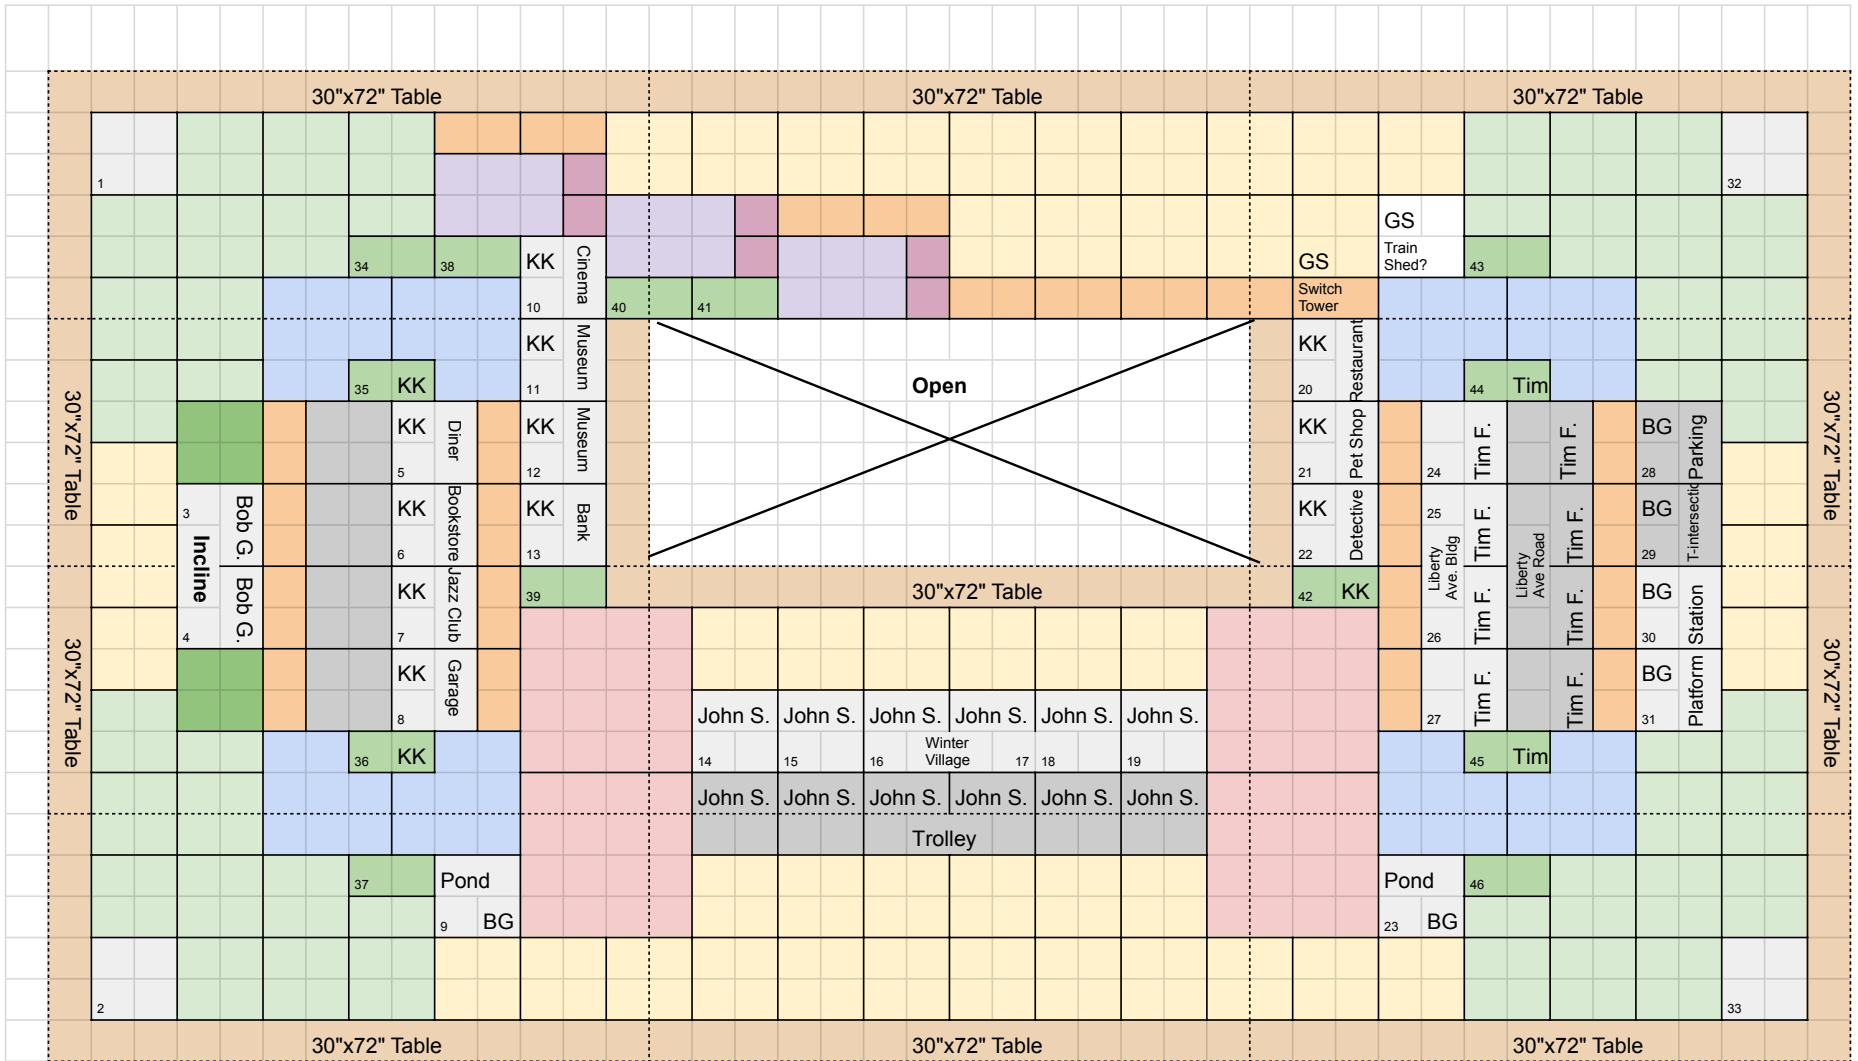 30"x72" Table
30"x72" Table
30"x72" Table
1
32
GS
Train
Shed?
34
38
KK
Cinema
10
40
41
GS
Switch
Tower
43
KK
Museum
11
Open
KK
Restaurant
20
35 KK
44 Tim
30"x72" Table
30"x72" Table
KK
Diner
5
KK
Museum
12
KK
Pet Shop
21
24
Tim F.
Tim F.
BG
Parking
28
3
Bob G.
Incline
KK
Bookstore
6
KK
Bank
13
KK
Detective
22
25
Tim F.
Tim F.
BG
T-intersectic
29
Liberty
Ave. Bldg
Liberty
Ave Road
4
Bob G.
KK
Jazz Club
7
39
30"x72" Table
42 KK
26
Tim F.
Tim F.
BG
Station
30
30"x72" Table
30"x72" Table
KK
Garage
8
27
Tim F.
Tim F.
BG
Platform
31
John S. John S. John S. John S. John S. John S.
Winter
Village
14 15 16 17 18 19
36 KK
45 Tim
John S. John S. John S. John S. John S. John S.
Trolley
37
Pond
9 BG
Pond
46
23 BG
2
33
30"x72" Table
30"x72" Table
30"x72" Table